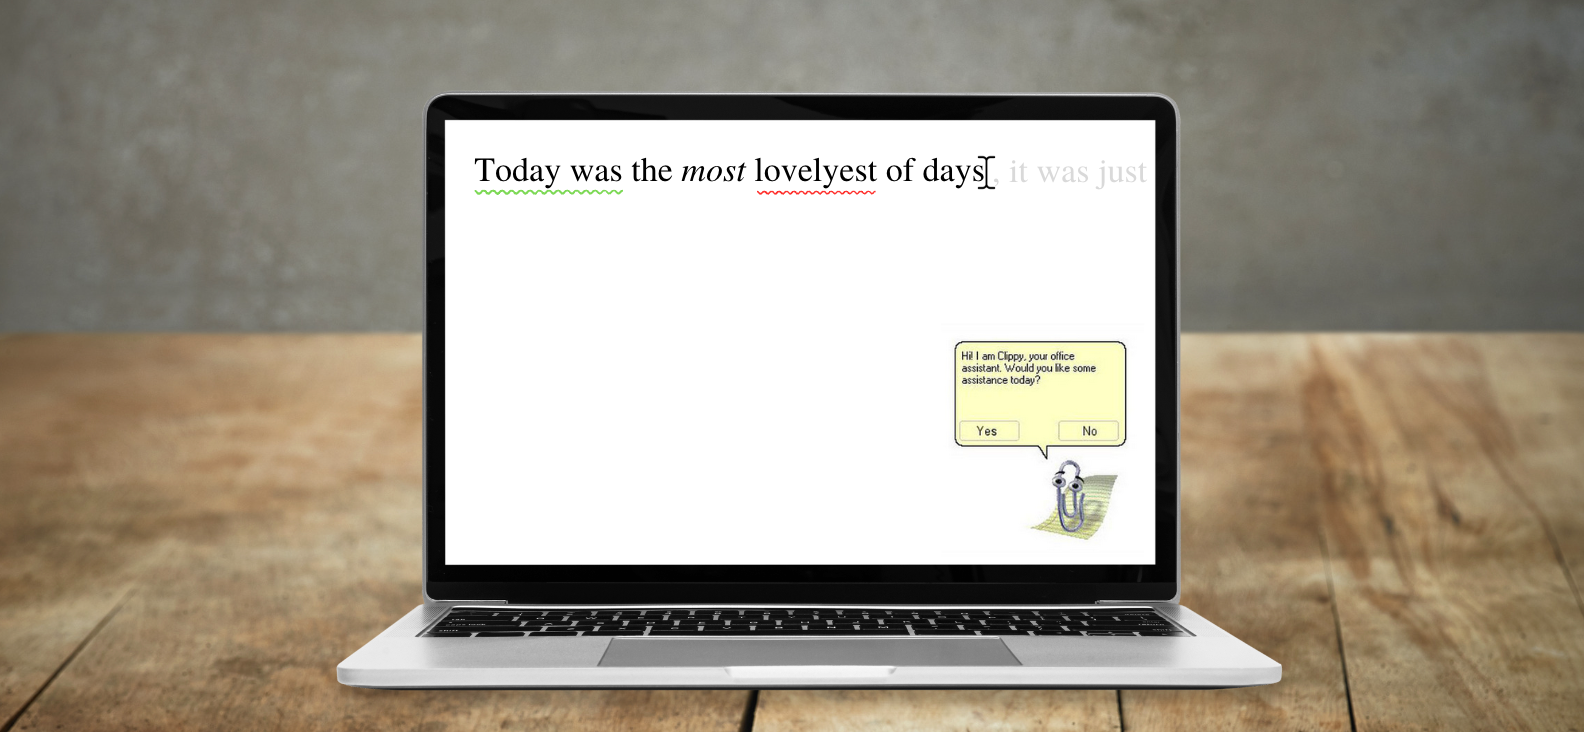 Today was the most lovelyest of days, it was just
Hi! I am Clippy, your office
assistant. Would you like some
assistance today?
Yes No